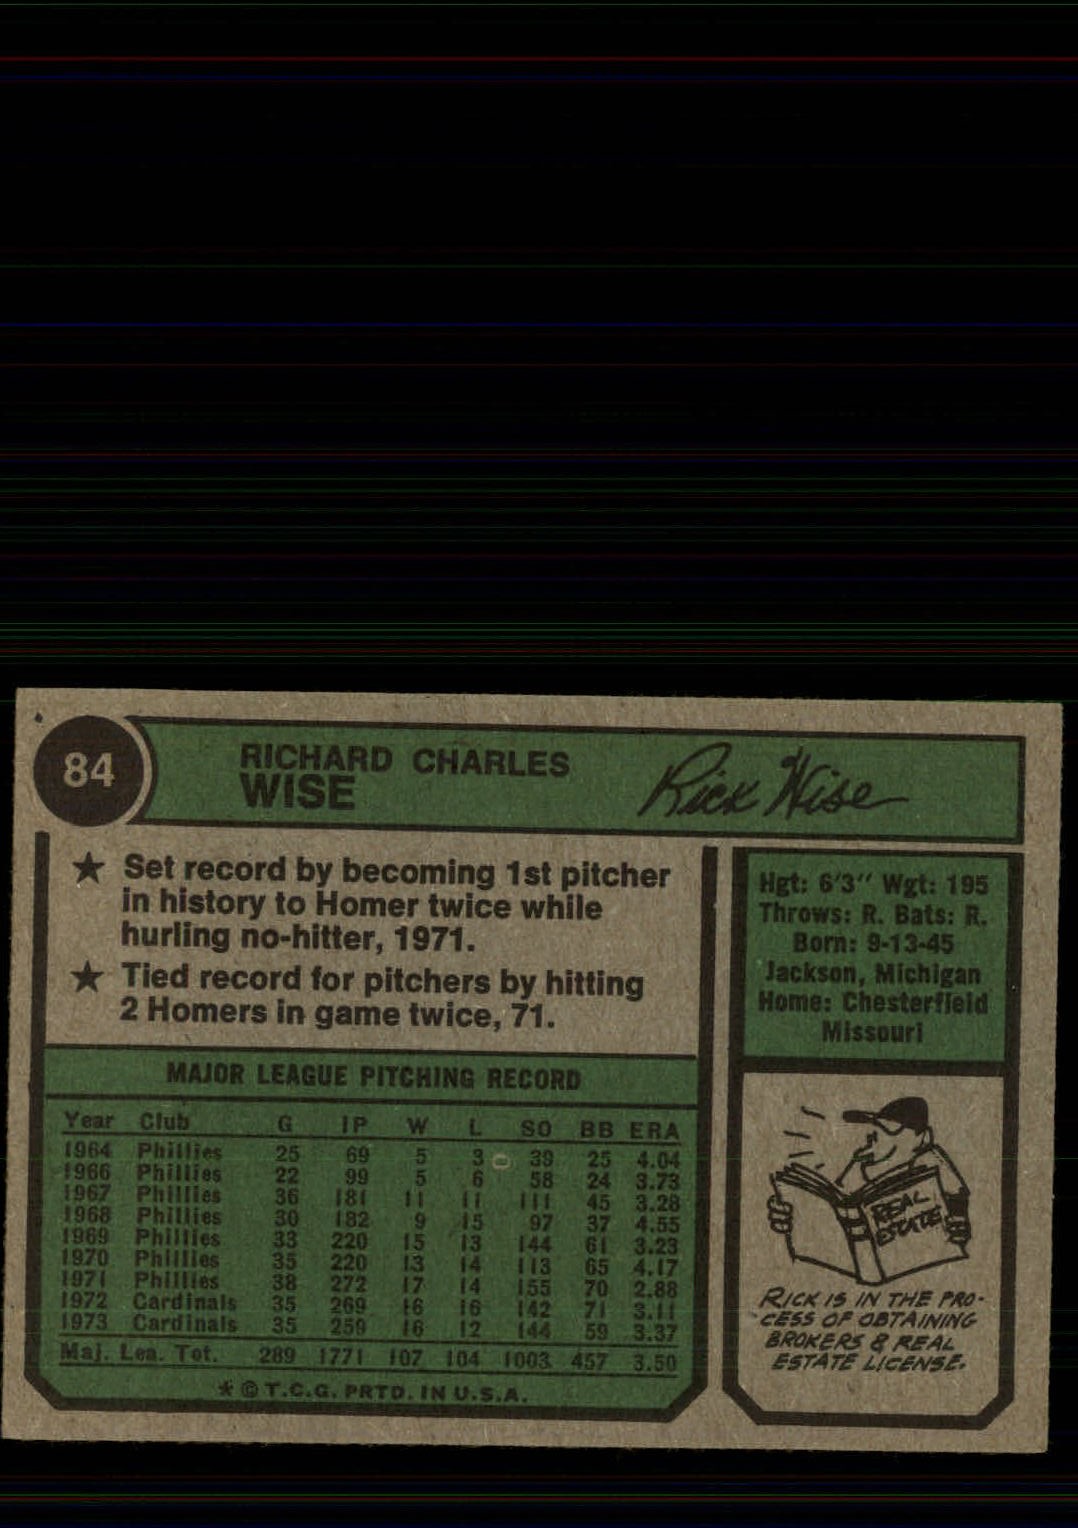 84
RICHARD CHARLES
WISE
Rick Wise
★ Set record by becoming 1st pitcher
in history to Homer twice while
hurling no-hitter, 1971.
★ Tied record for pitchers by hitting
2 Homers in game twice, 71.
MAJOR LEAGUE PITCHING RECORD
Year Club G IP W L SO BB ERA
1964 Phillies 25 69 5 3 39 25 4.04
1966 Phillies 22 99 5 6 58 24 3.73
1967 Phillies 36 181 11 11 111 45 3.28
1968 Phillies 30 182 9 15 97 37 4.55
1969 Phillies 33 220 15 13 144 61 3.23
1970 Phillies 35 220 13 14 113 65 4.17
1971 Phillies 38 272 17 14 155 70 2.88
1972 Cardinals 35 269 16 16 142 71 3.11
1973 Cardinals 35 259 16 12 144 59 3.37
Maj. Lea. Tot. 289 1771 107 104 1003 457 3.50
★ © T.C.G. PRTD. IN U.S.A.
Hgt: 6'3" Wgt: 195
Throws: R. Bats: R.
Born: 9-13-45
Jackson, Michigan
Home: Chesterfield
Missouri
REAL
ESTATE
RICK IS IN THE PRO-
CESS OF OBTAINING
BROKERS & REAL
ESTATE LICENSE.